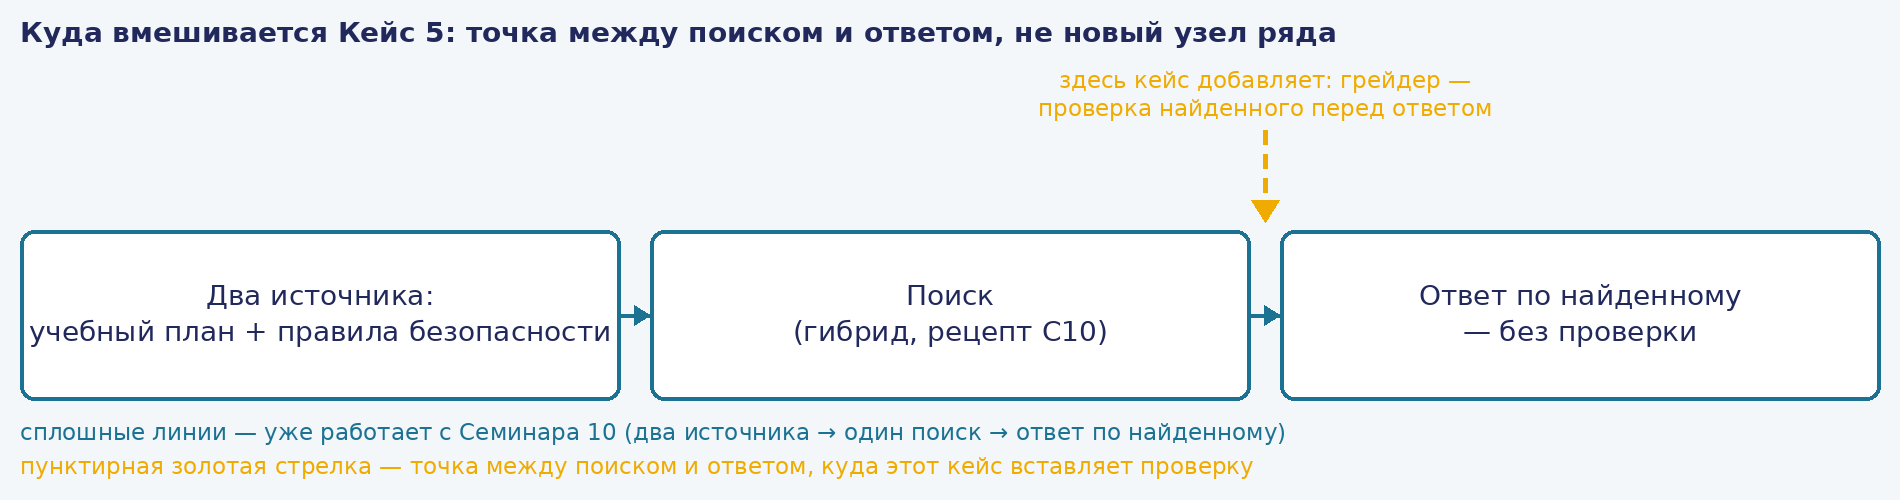 Куда вмешивается Кейс 5: точка между поиском и ответом, не новый узел ряда
здесь кейс добавляет: грейдер —
проверка найденного перед ответом
Два источника:
учебный план + правила безопасности
Поиск
(гибрид, рецепт С10)
Ответ по найденному
— без проверки
сплошные линии — уже работает с Семинара 10 (два источника → один поиск → ответ по найденному)
пунктирная золотая стрелка — точка между поиском и ответом, куда этот кейс вставляет проверку